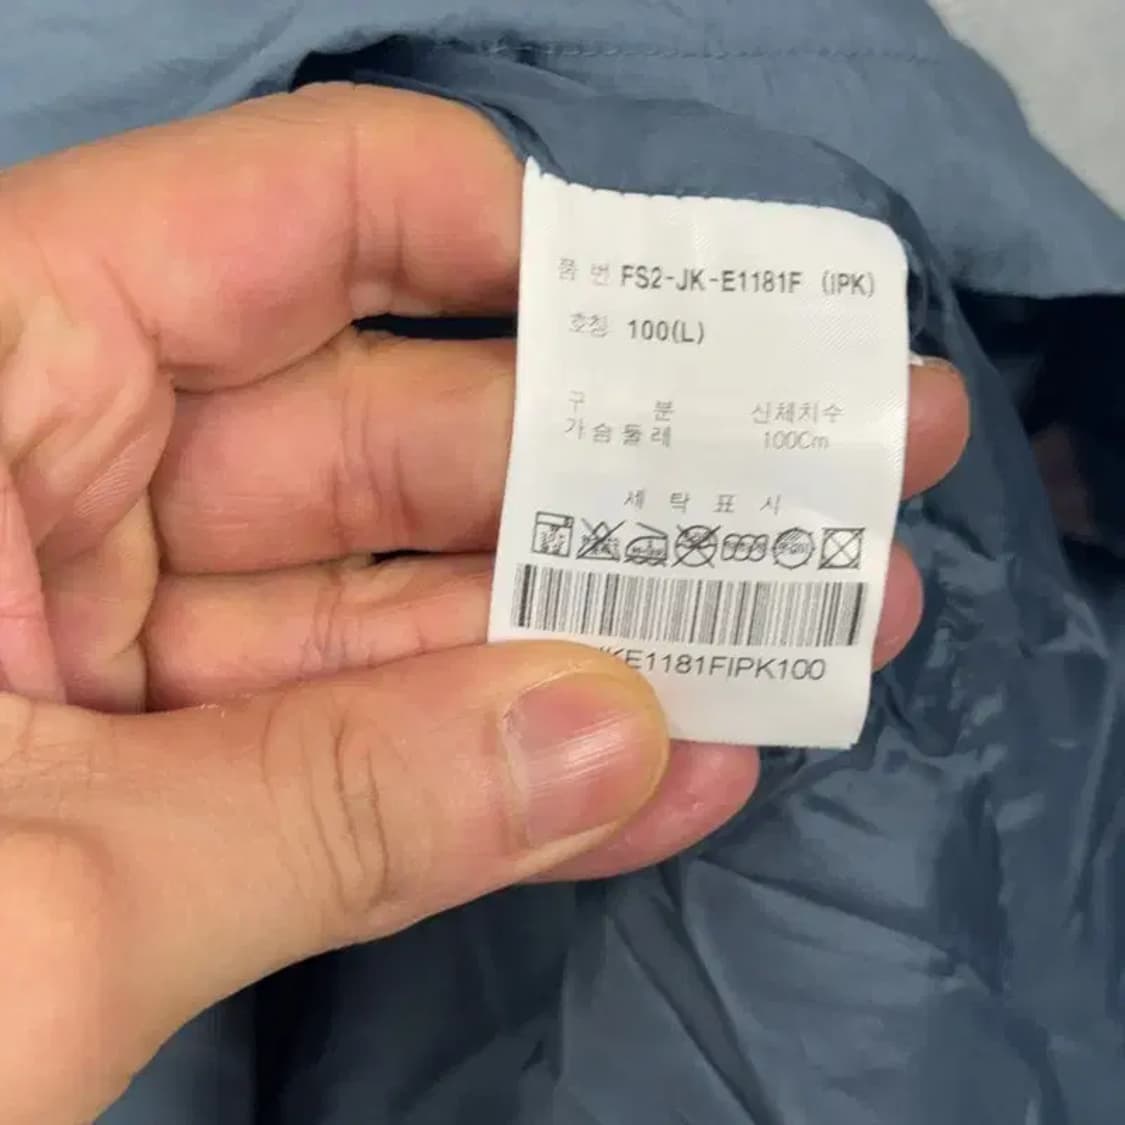 품 번 FS2-JK-E1181F (IPK)
호칭 100(L)
구 분 신체치수
가슴둘레 100Cm
세 탁 표 시
KE1181FIPK100